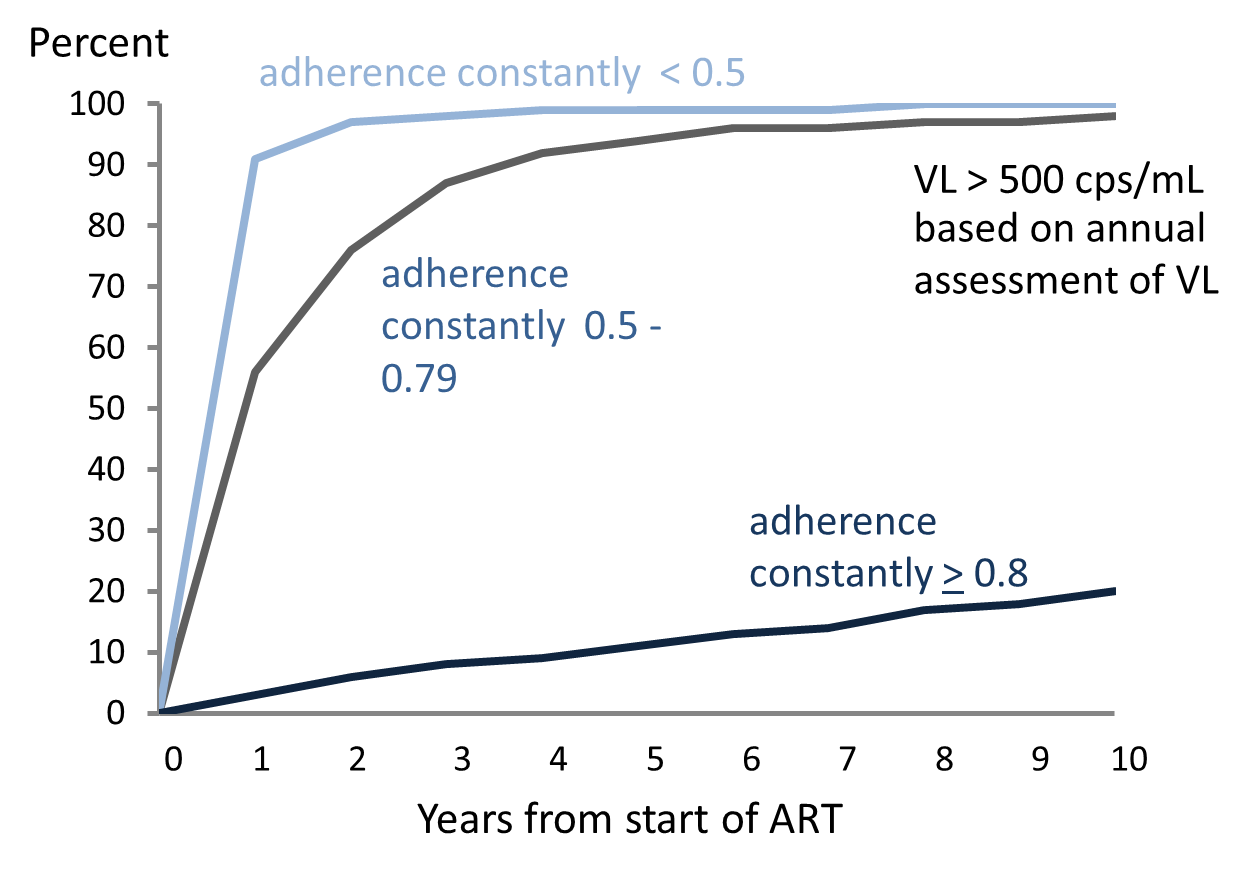 Percent
adherence constantly < 0.5
100
90
80
70
60
50
40
30
20
10
0
VL > 500 cps/mL
based on annual
assessment of VL
adherence
constantly 0.5 -
0.79
adherence
constantly > 0.8
0 1 2 3 4 5 6 7 8 9 10
Years from start of ART